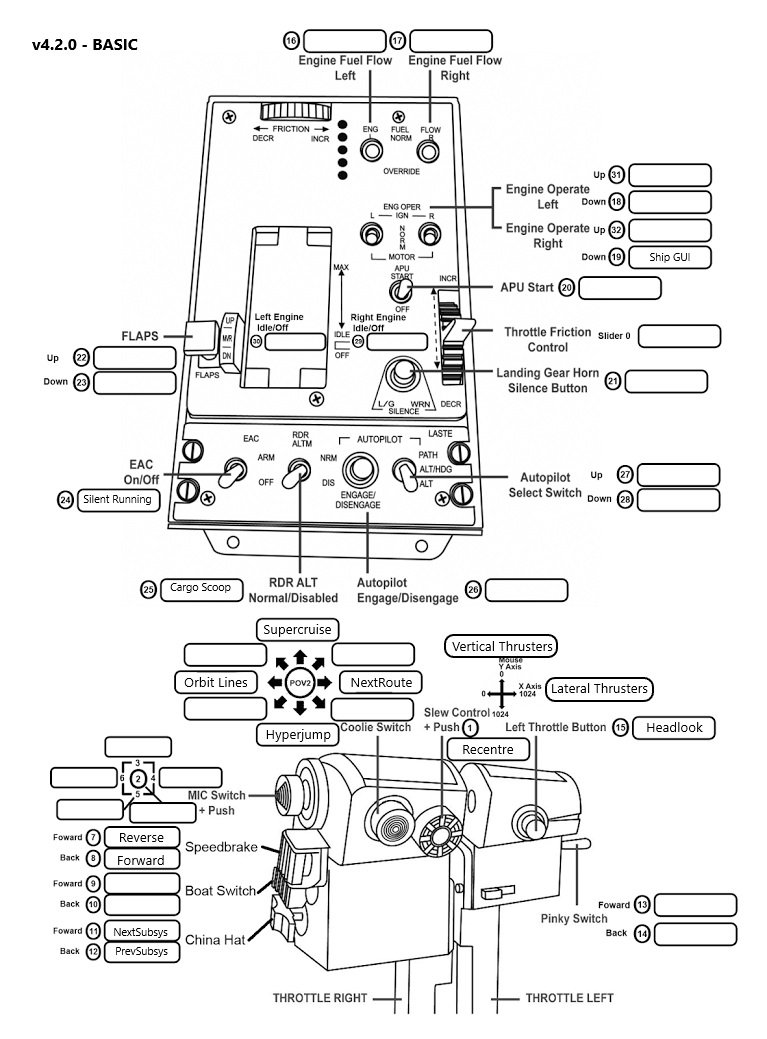 v4.2.0 - BASIC
16
17
Engine Fuel Flow
Left
Engine Fuel Flow
Right
FRICTION
DECR
INCR
ENG
L
FUEL
NORM
FLOW
R
OVERRIDE
Up 31
Engine Operate
Left
Down 18
ENG OPER
L IGN R
NORM
MOTOR
Engine Operate
Right
Up 32
Down 19 Ship GUI
MAX
APU
START
OFF
INCR
APU Start 20
Left Engine
Idle/Off
30
Right Engine
Idle/Off
29
IDLE
OFF
FLAPS
UP
M/R
DN
FLAPS
Up 22
Down 23
Throttle Friction
Control
Slider 0
Landing Gear Horn
Silence Button
21
L/G WRN
SILENCE
DECR
EAC
RDR
ALTM
AUTOPILOT
LASTE
ARM
OFF
NRM
DIS
PATH
ALT/HDG
ALT
ENGAGE/
DISENGAGE
EAC
On/Off
24 Silent Running
Autopilot
Select Switch
Up 27
Down 28
25 Cargo Scoop
RDR ALT
Normal/Disabled
Autopilot
Engage/Disengage
26
Supercruise
Orbit Lines
POV2
NextRoute
Hyperjump
Coolie Switch
Vertical Thrusters
Mouse
Y Axis
0
0
X Axis
1024
Lateral Thrusters
1024
Slew Control
+ Push 1
Recentre
Left Throttle Button
15 Headlook
3
6 2 4
5
MIC Switch
+ Push
Foward 7 Reverse
Back 8 Forward
Speedbrake
Foward 9
Back 10
Boat Switch
Foward 11 NextSubsys
Back 12 PrevSubsys
China Hat
Pinky Switch
Foward 13
Back 14
THROTTLE RIGHT
THROTTLE LEFT